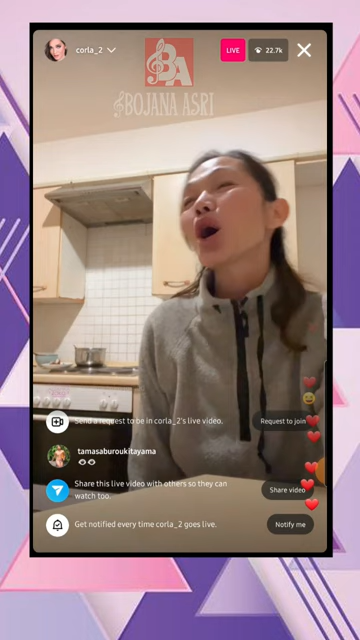 corla_2
LIVE
22.7k
BA
BOJANA ASRI
Send a request to be in corla_2's live video.
Request to join
tamasaburoukitayama
Share this live video with others so they can
watch too.
Share video
Get notified every time corla_2 goes live.
Notify me